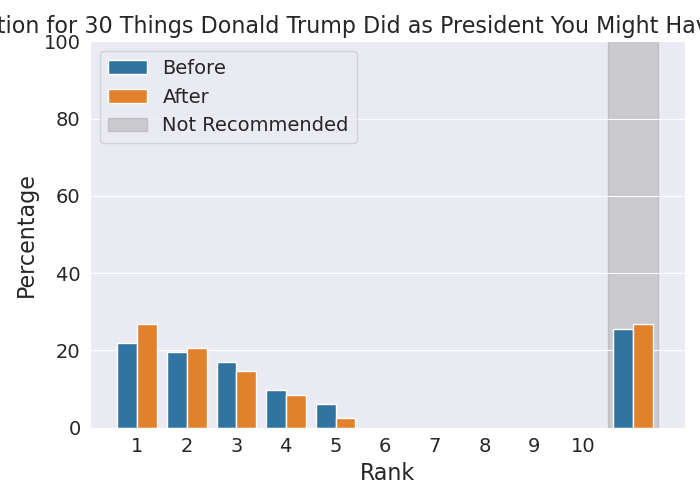 tion for 30 Things Donald Trump Did as President You Might Hav
100
80
60
40
20
0
Percentage
Before
After
Not Recommended
1 2 3 4 5 6 7 8 9 10
Rank